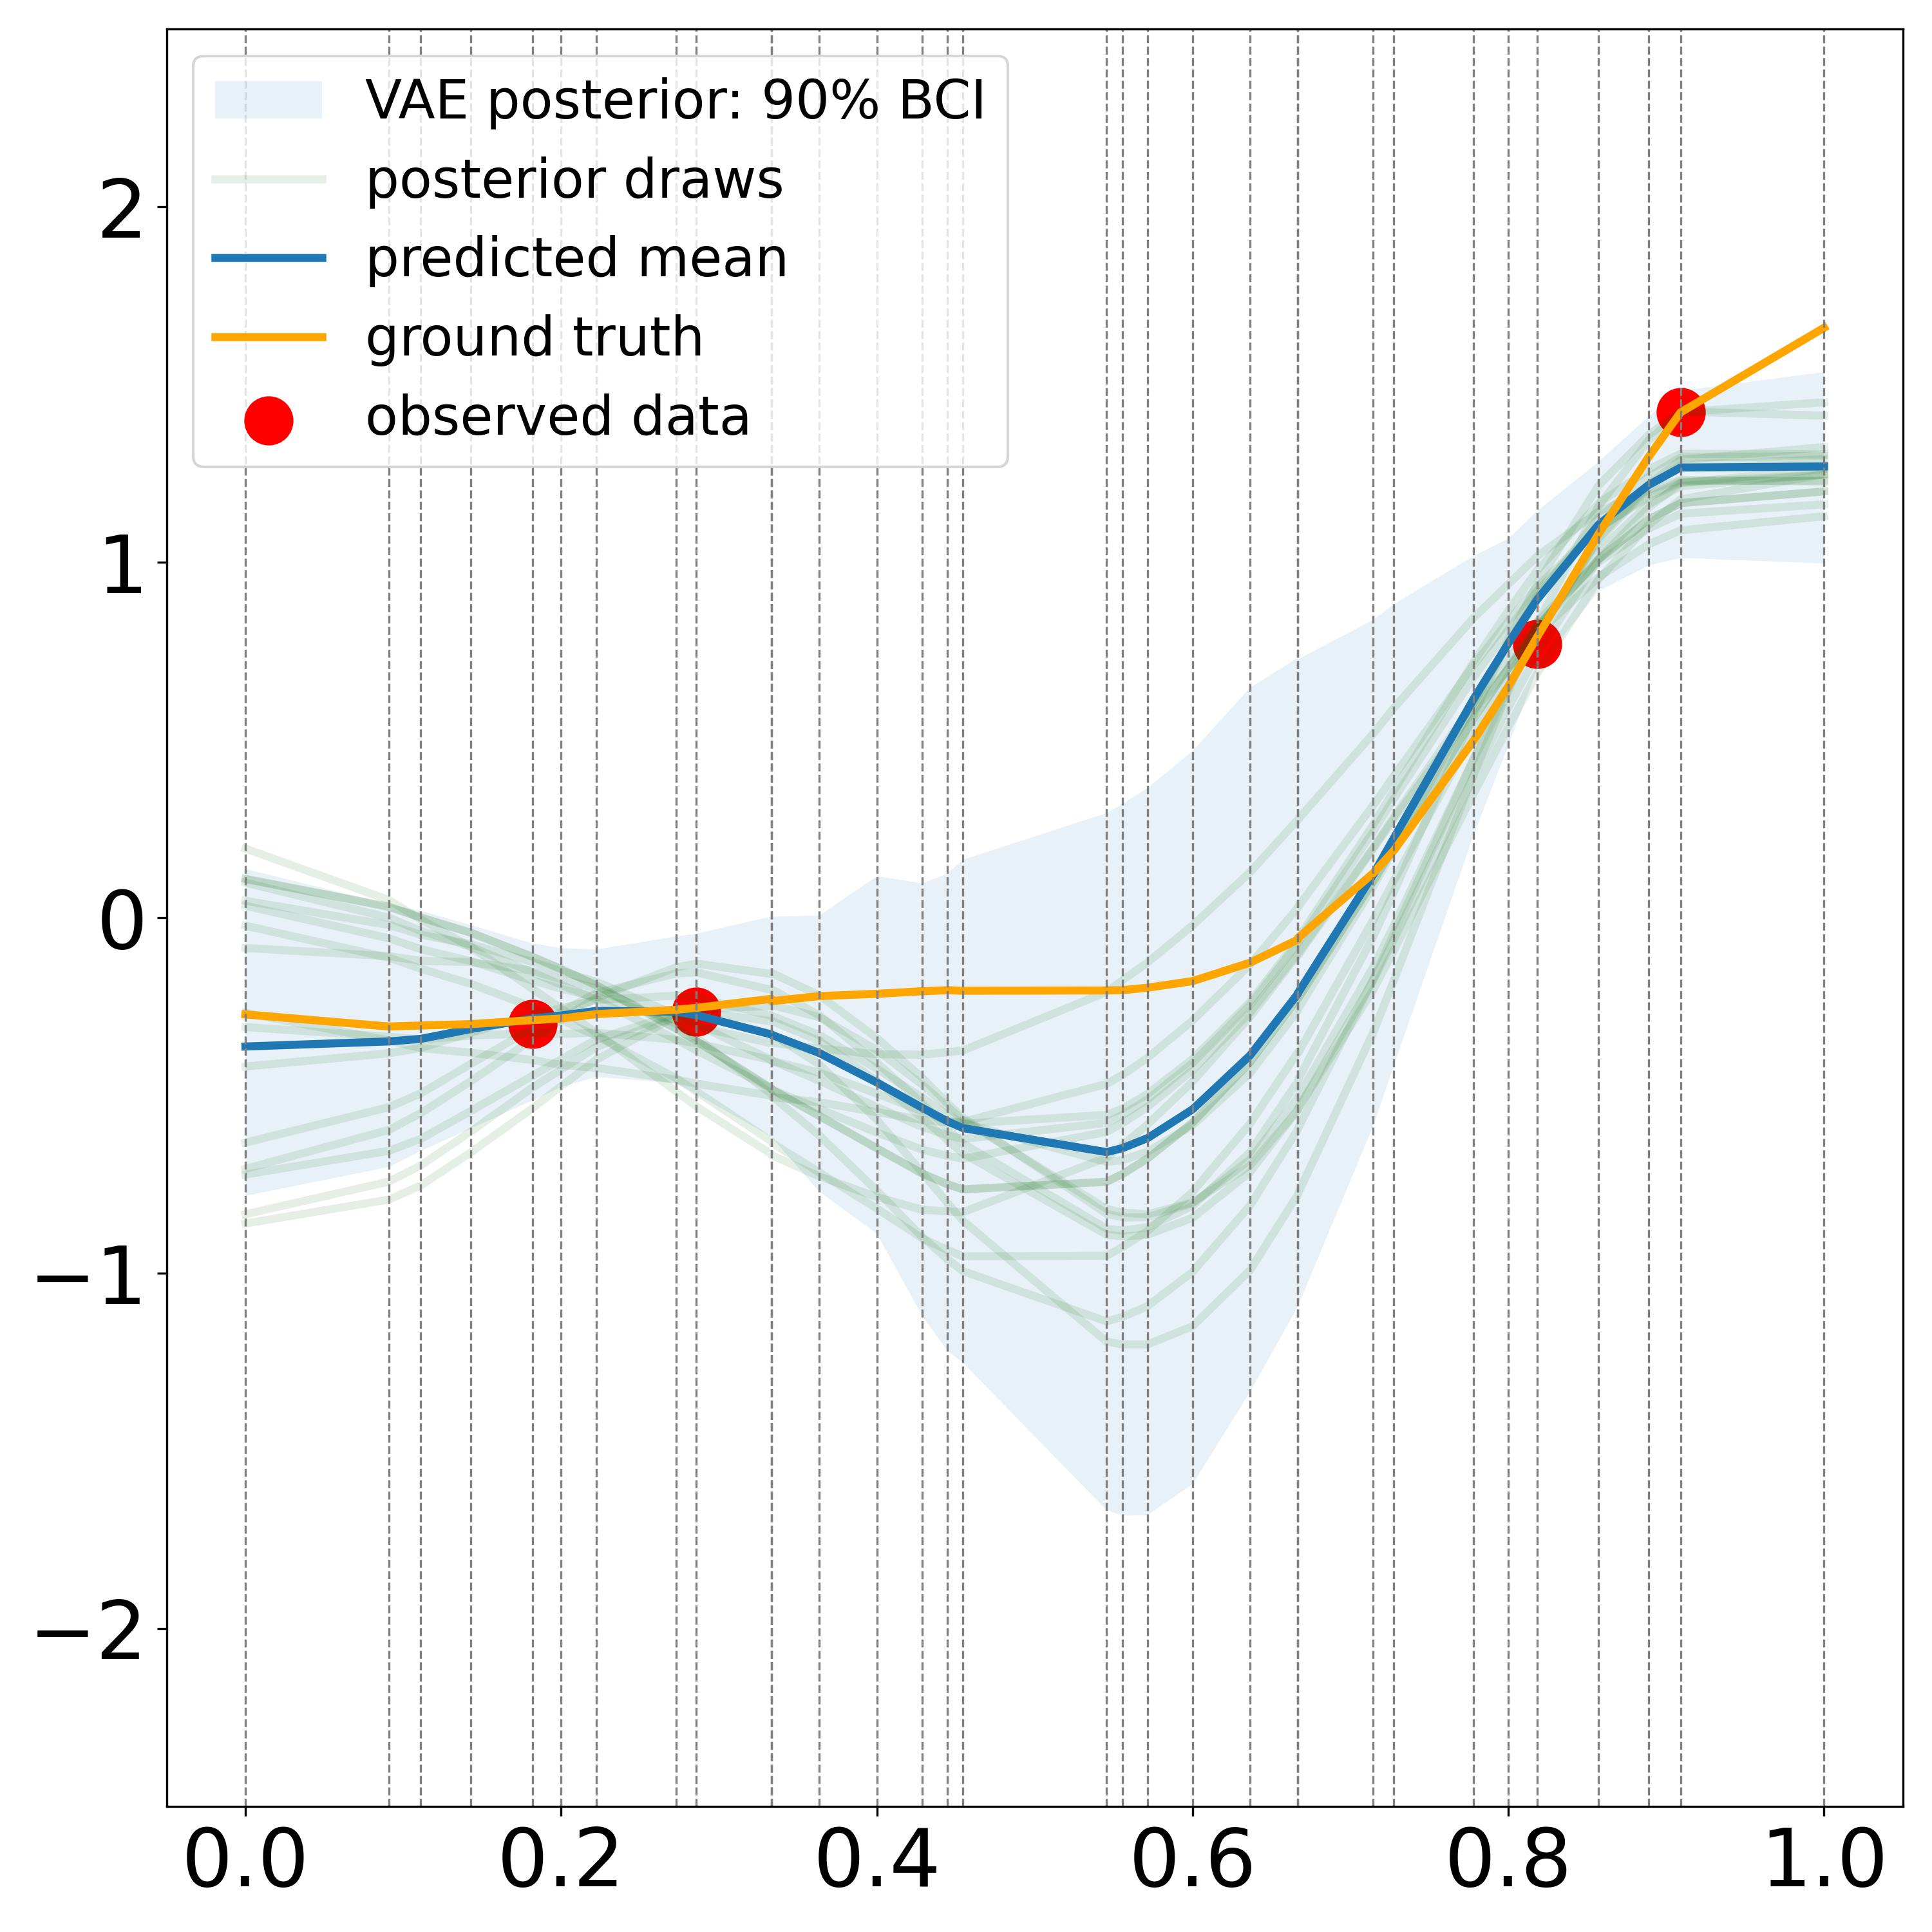 VAE posterior: 90% BCI
posterior draws
predicted mean
ground truth
observed data
2
1
0
−1
−2
0.0 0.2 0.4 0.6 0.8 1.0